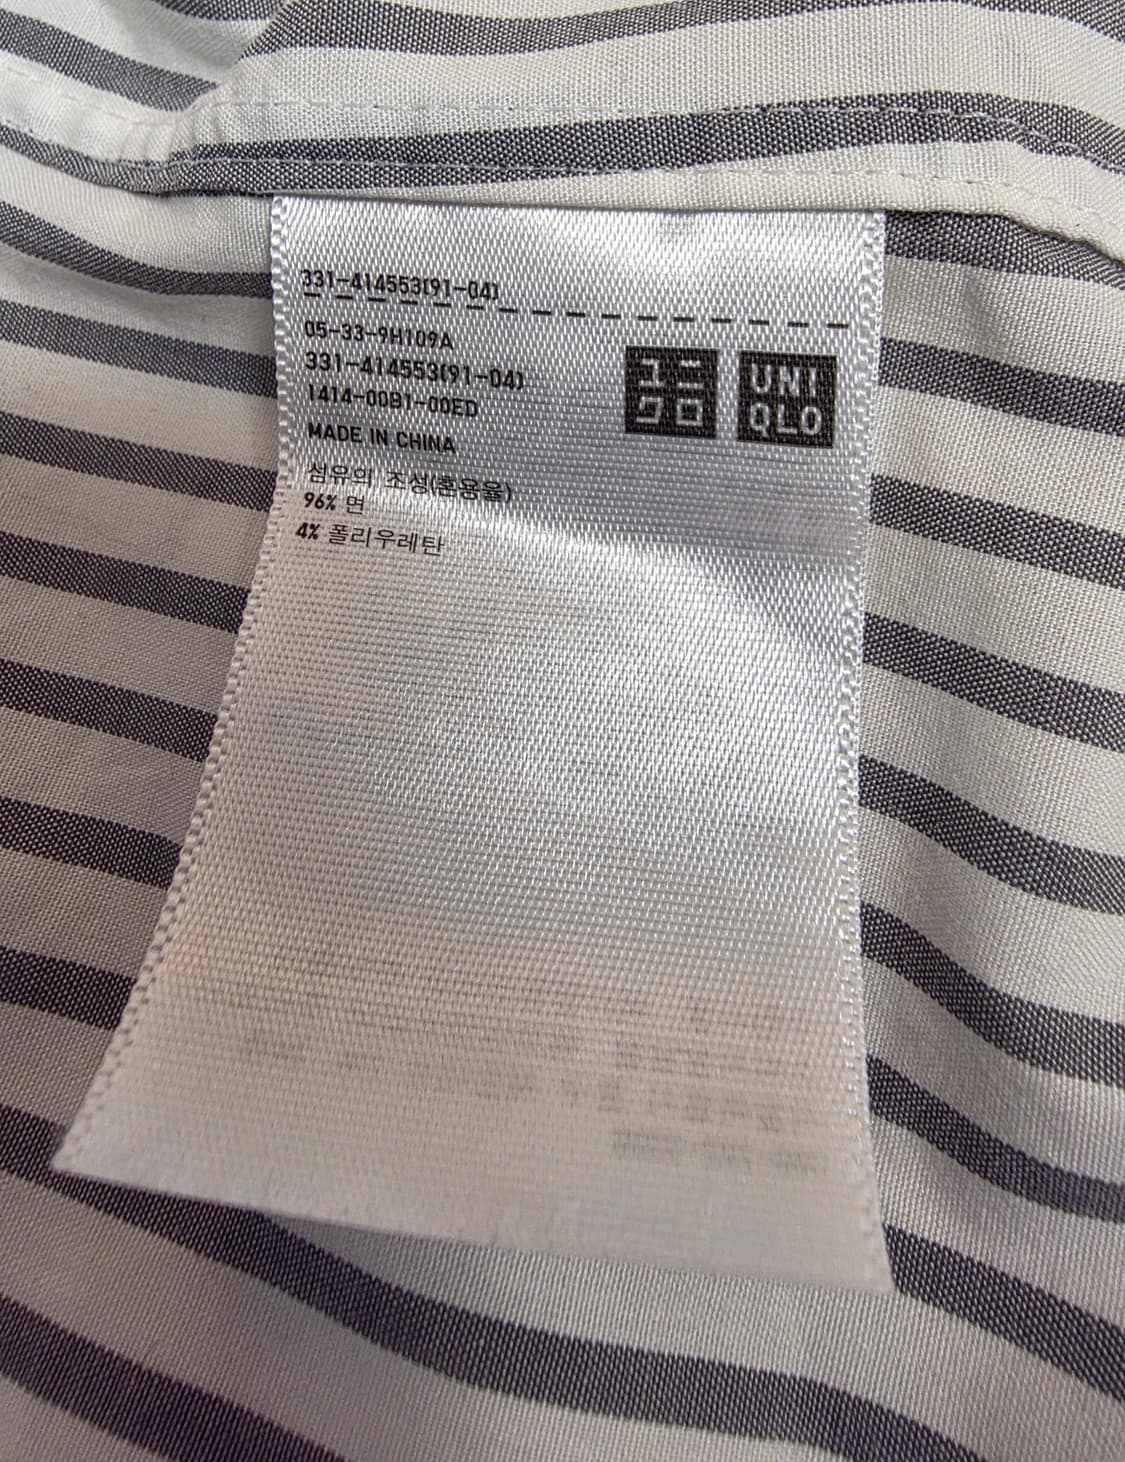 331-414553(91-04)
05-33-9H109A
331-414553(91-04)
1414-00B1-00ED
MADE IN CHINA
ユニ
クロ
UNI
QLO
섬유의 조성(혼용율)
96% 면
4% 폴리우레탄